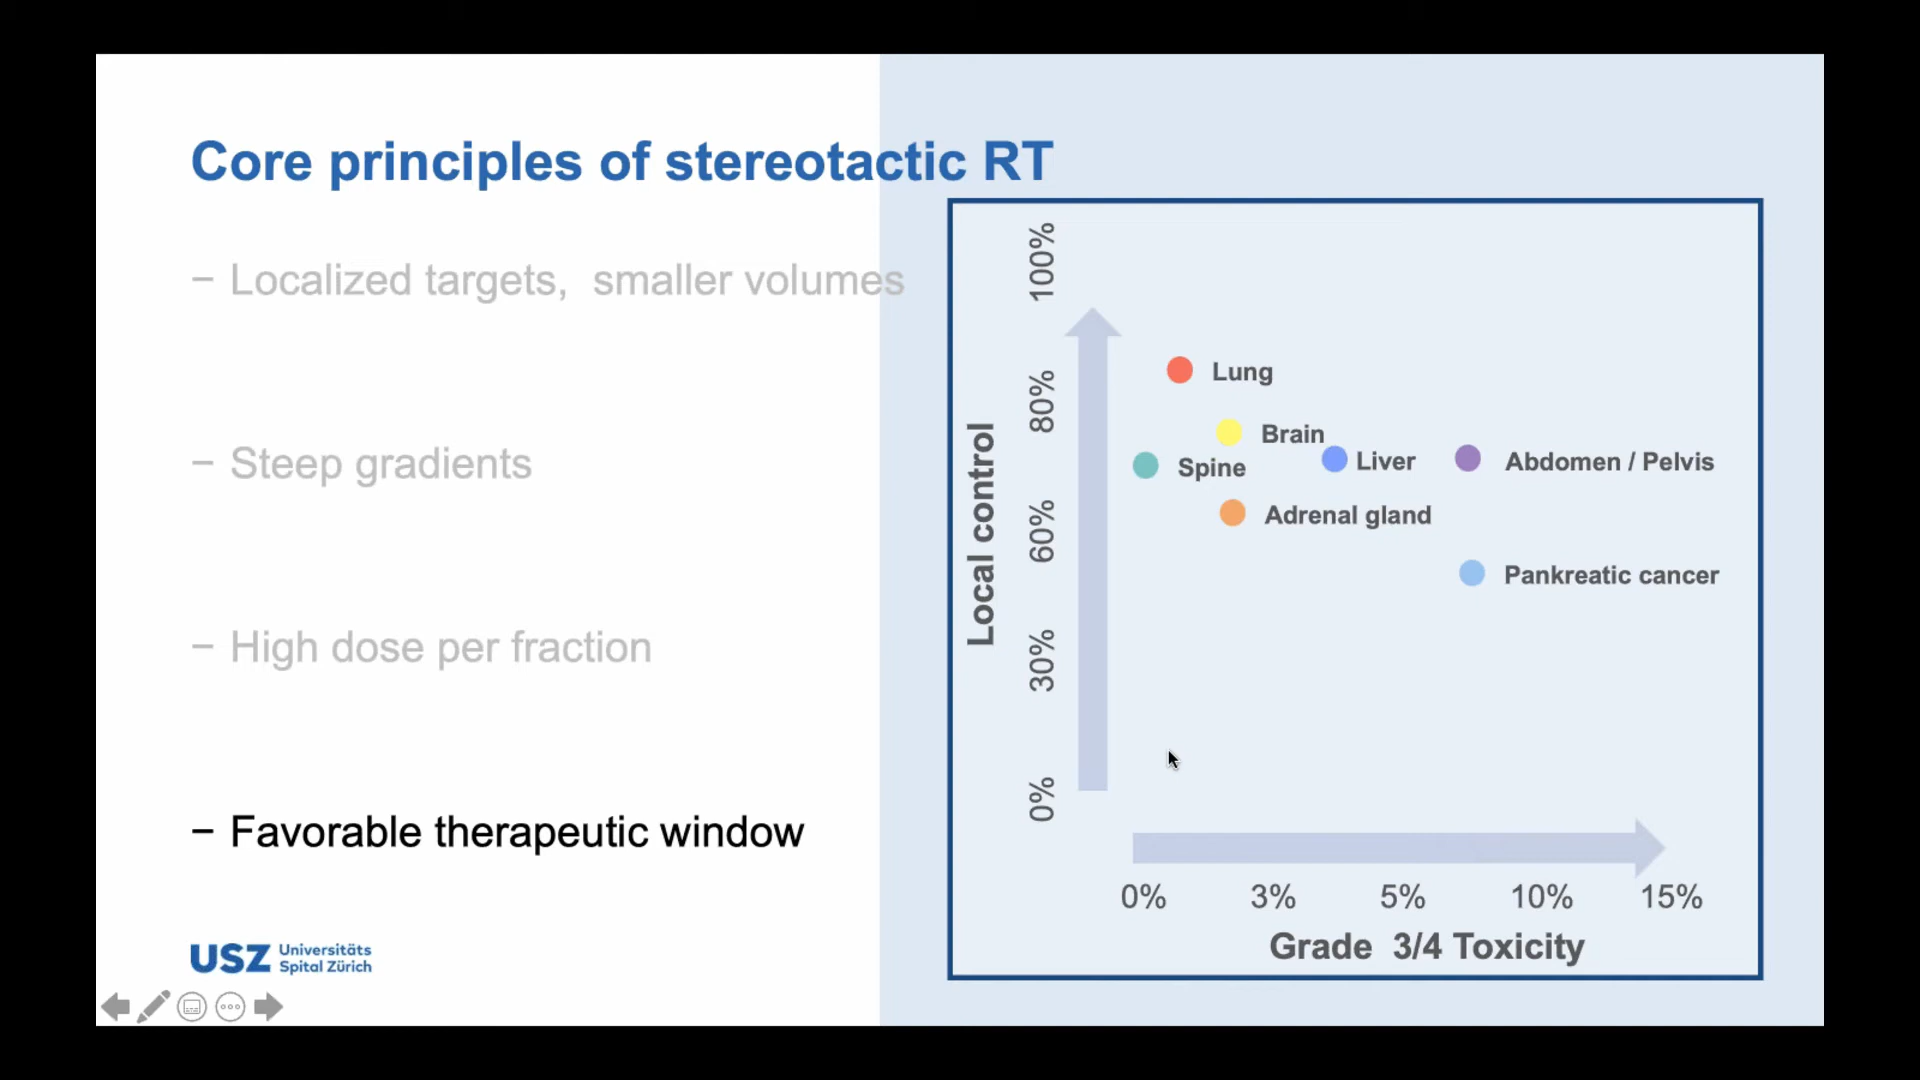 Core principles of stereotactic RT
− Localized targets,  smaller volumes
− Steep gradients
− High dose per fraction
− Favorable therapeutic window
Local control
100%
80%
60%
30%
0%
Lung
Brain
Spine
Liver
Abdomen / Pelvis
Adrenal gland
Pankreatic cancer
0% 3% 5% 10% 15%
Grade  3/4 Toxicity
USZ Universitäts
Spital Zürich